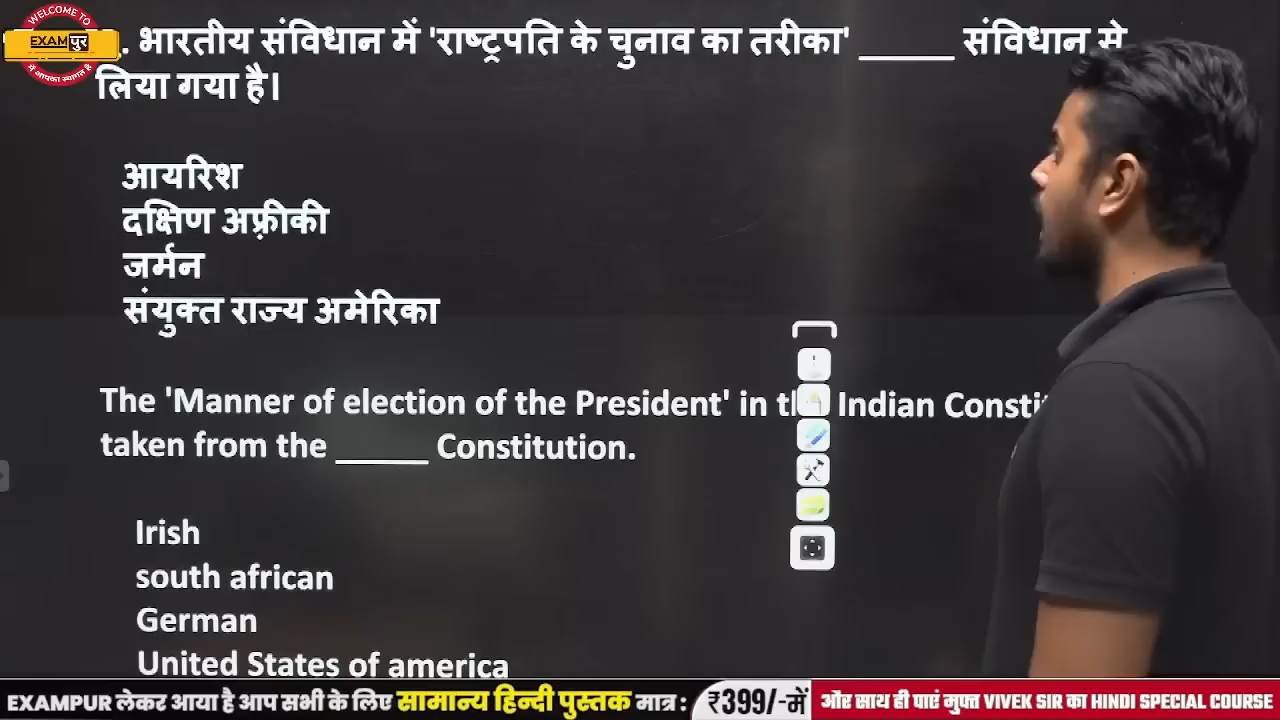 WELCOME TO
EXAMपुर
में आपका स्वागत है
. भारतीय संविधान में 'राष्ट्रपति के चुनाव का तरीका' ______ संविधान से
लिया गया है।
आयरिश
दक्षिण अफ़्रीकी
जर्मन
संयुक्त राज्य अमेरिका
The 'Manner of election of the President' in Indian
taken from the ______ Constitution.
Irish
south african
German
United States of america
EXAMPUR लेकर आया है आप सभी के लिए सामान्य हिन्दी पुस्तक मात्र : ₹399/-में और साथ ही पाएं मुफ्त VIVEK SIR का HINDI SPECIAL COURSE